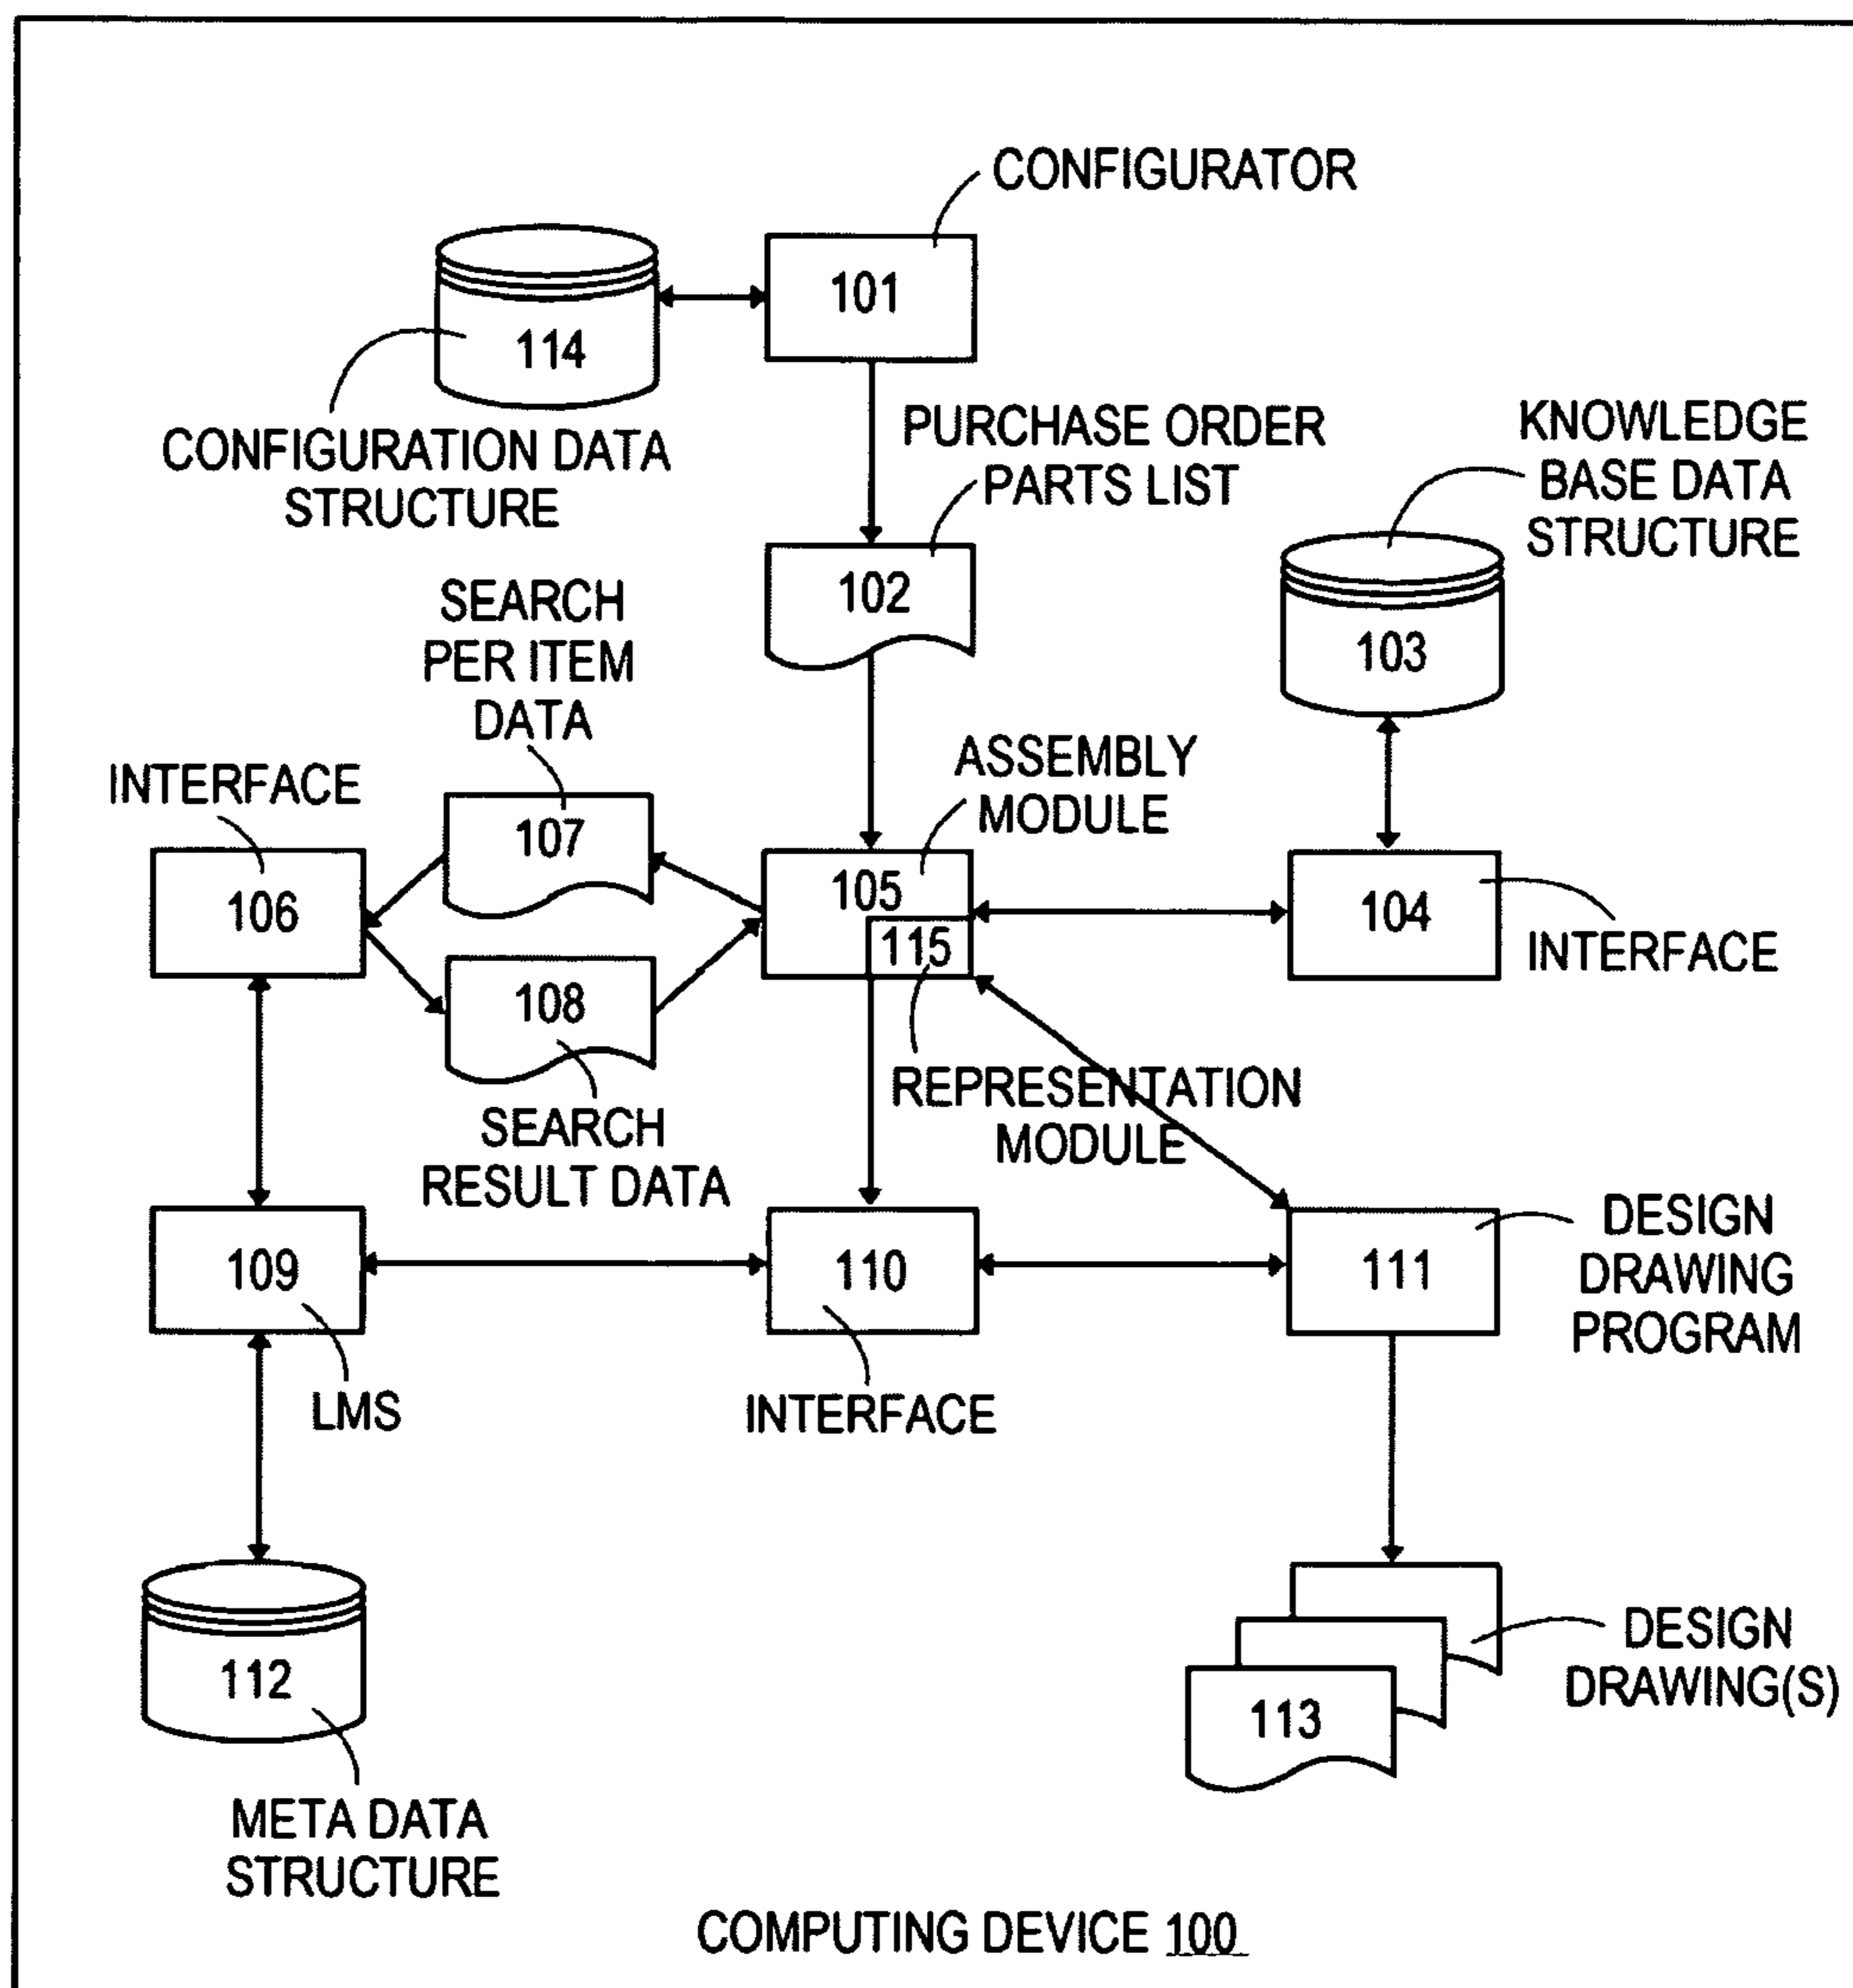 CONFIGURATOR
101
114
CONFIGURATION DATA
STRUCTURE
PURCHASE ORDER
PARTS LIST
KNOWLEDGE
BASE DATA
STRUCTURE
102
103
SEARCH
PER ITEM
DATA
INTERFACE
107
ASSEMBLY
MODULE
106
105
115
104
INTERFACE
108
SEARCH
RESULT DATA
REPRESENTATION
MODULE
109
LMS
110
INTERFACE
111
DESIGN
DRAWING
PROGRAM
112
META DATA
STRUCTURE
113
DESIGN
DRAWING(S)
COMPUTING DEVICE 100